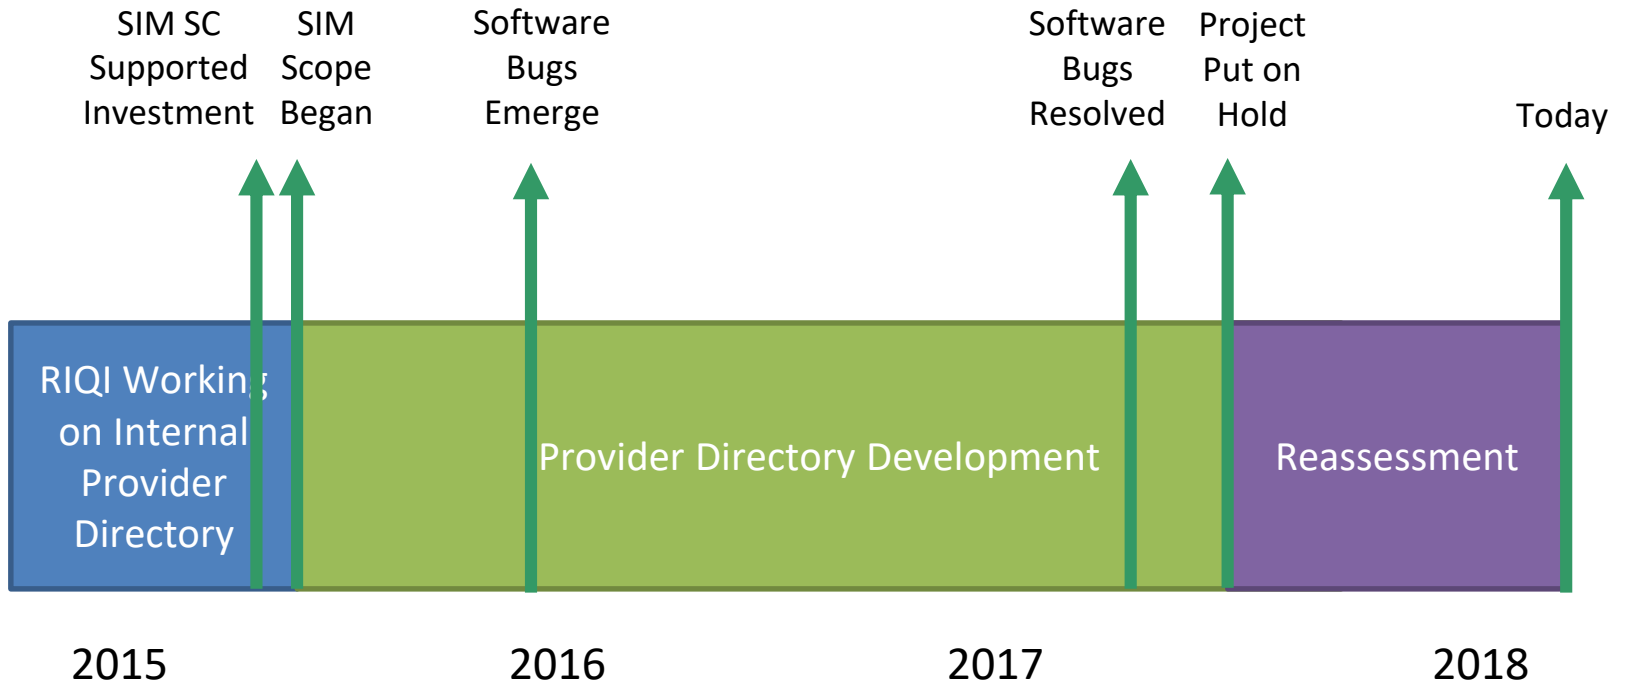 SIM SC
Supported
Investment
SIM
Scope
Began
Software
Bugs
Emerge
Software
Bugs
Resolved
Project
Put on
Hold
Today
RIQI Working
on Internal
Provider
Directory
Provider Directory Development
Reassessment
2015
2016
2017
2018